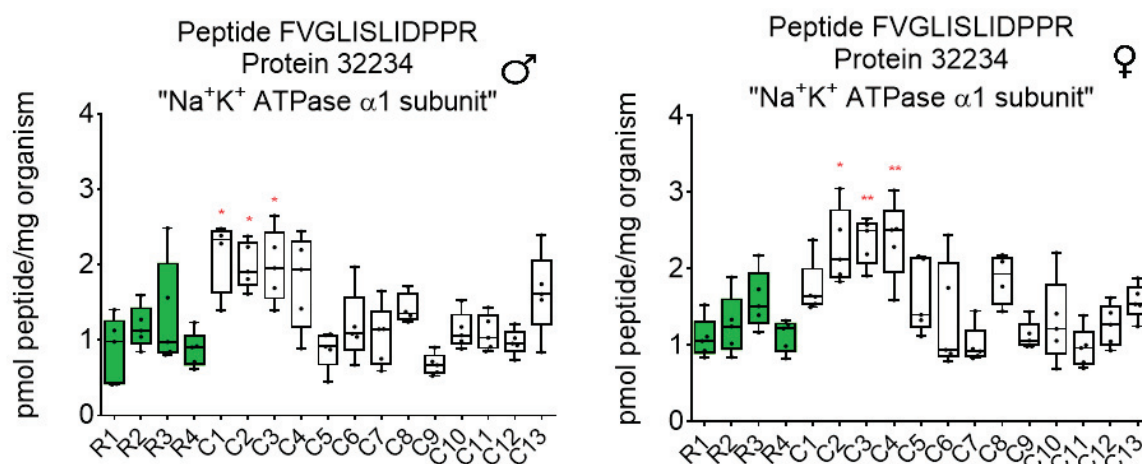 Peptide FVGLISLIDPPR
Protein 32234
"Na⁺K⁺ ATPase α1 subunit"
♂
pmol peptide/mg organism
4
3
2
1
0
* * *
R1 R2 R3 R4 C1 C2 C3 C4 C5 C6 C7 C8 C9 C10 C11 C12 C13
Peptide FVGLISLIDPPR
Protein 32234
"Na⁺K⁺ ATPase α1 subunit"
♀
pmol peptide/mg organism
4
3
2
1
0
* ** **
R1 R2 R3 R4 C1 C2 C3 C4 C5 C6 C7 C8 C9 C10 C11 C12 C13